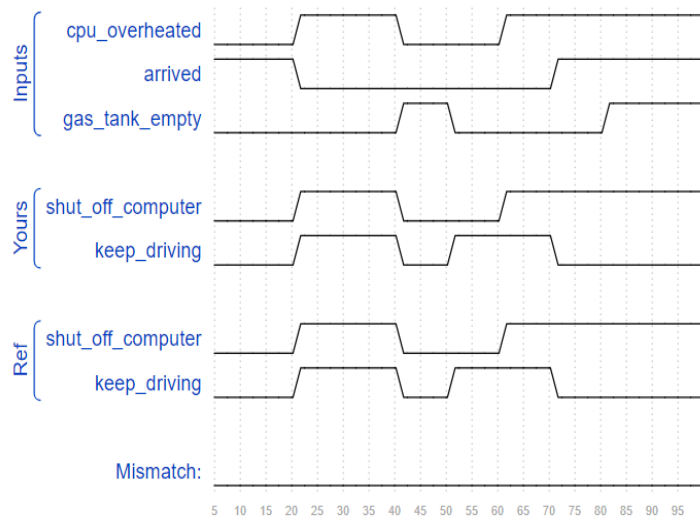 Inputs
cpu_overheated
arrived
gas_tank_empty
Yours
shut_off_computer
keep_driving
Ref
shut_off_computer
keep_driving
Mismatch:
5 10 15 20 25 30 35 40 45 50 55 60 65 70 75 80 85 90 95